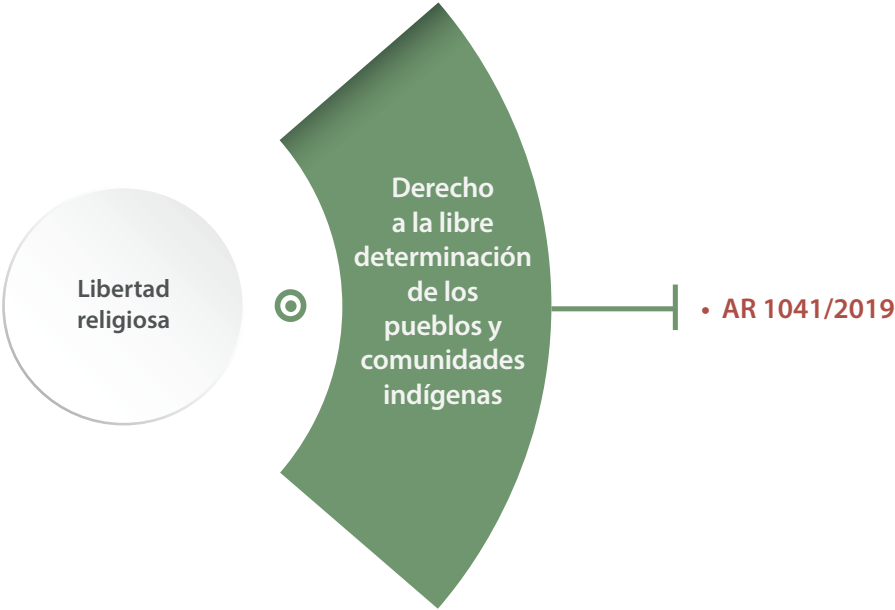 Libertad
religiosa
Derecho
a la libre
determinación
de los
pueblos y
comunidades
indígenas
• AR 1041/2019